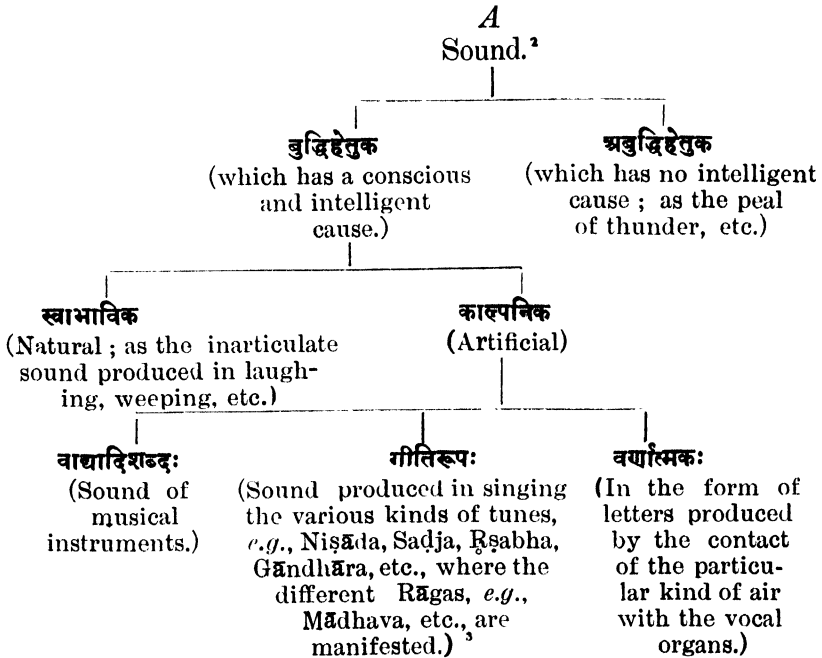 A
Sound.²
बुद्धिहेतुक
(which has a conscious
and intelligent
cause.)
अबुद्धिहेतुक
(which has no intelligent
cause ; as the peal
of thunder, etc.)
स्वाभाविक
(Natural ; as the inarticulate
sound produced in laugh-
ing, weeping, etc.)
काल्पनिक
(Artificial)
वाद्यादिशब्दः
(Sound of
musical
instruments.)
गीतिरूपः
(Sound produced in singing
the various kinds of tunes,
e.g., Niṣāda, Saḍja, Ṛṣabha,
Gāndhāra, etc., where the
different Rāgas, e.g.,
Mādhava, etc., are
manifested.) ³
वर्णात्मकः
(In the form of
letters produced
by the contact
of the particu-
lar kind of air
with the vocal
organs.)